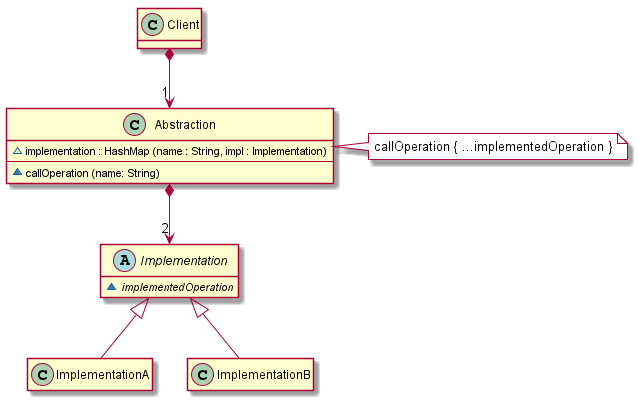 C Client
1
C Abstraction
implementation : HashMap (name : String, impl : Implementation)
callOperation (name: String)
callOperation { ...implementedOperation }
2
A Implementation
implementedOperation
C ImplementationA
C ImplementationB